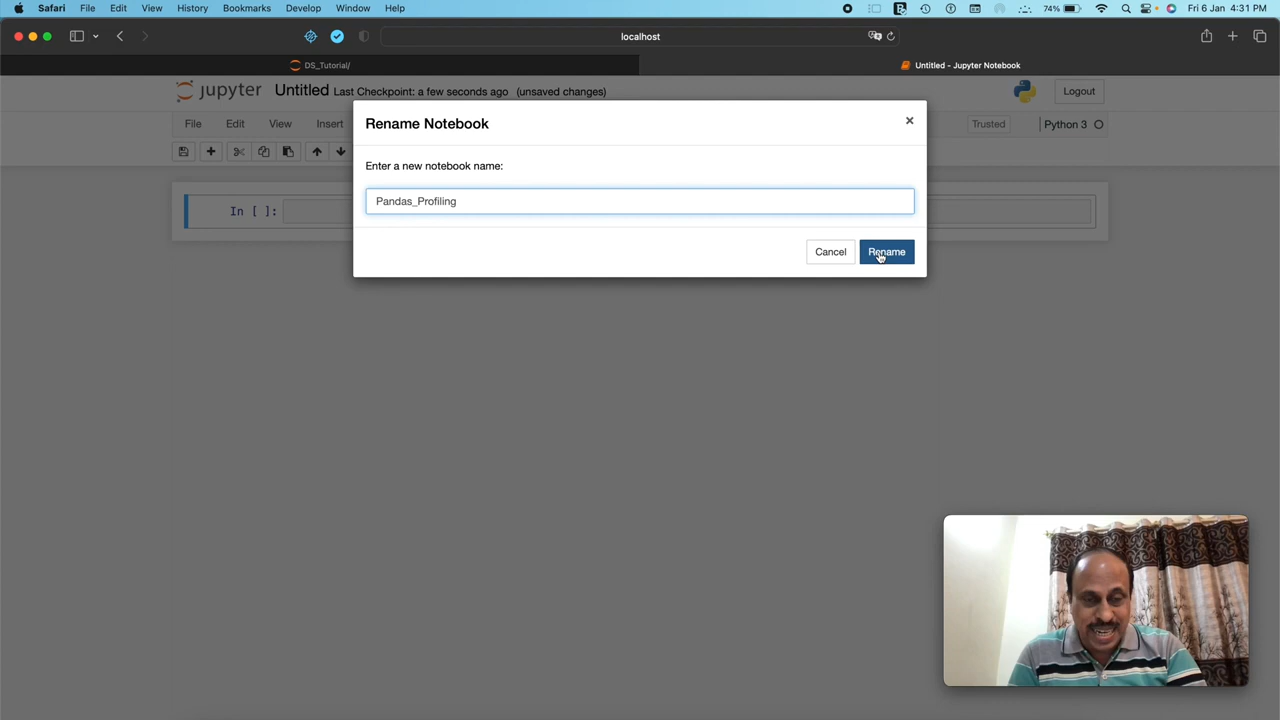 Safari File Edit View History Bookmarks Develop Window Help 74% Fri 6 Jan 4:31 PM
localhost
DS_Tutorial/ Untitled - Jupyter Notebook
jupyter Untitled Last Checkpoint: a few seconds ago (unsaved changes) Logout
File Edit View Insert Trusted Python 3
Rename Notebook ×
Enter a new notebook name:
Pandas_Profiling
In [ ]:
Cancel Rename